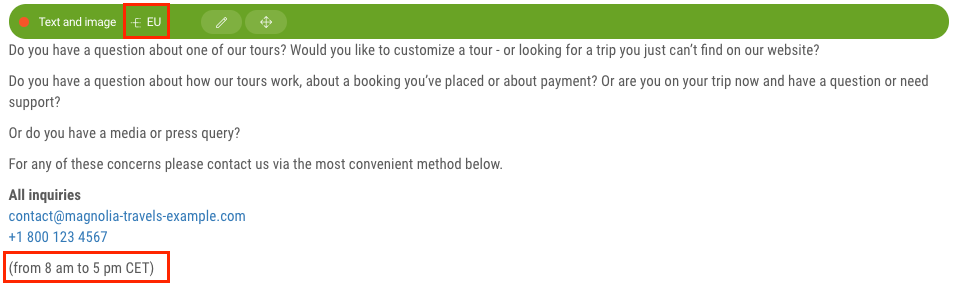 Text and image EU
Do you have a question about one of our tours? Would you like to customize a tour - or looking for a trip you just can’t find on our website?
Do you have a question about how our tours work, about a booking you’ve placed or about payment? Or are you on your trip now and have a question or need
support?
Or do you have a media or press query?
For any of these concerns please contact us via the most convenient method below.
All inquiries
contact@magnolia-travels-example.com
+1 800 123 4567
(from 8 am to 5 pm CET)